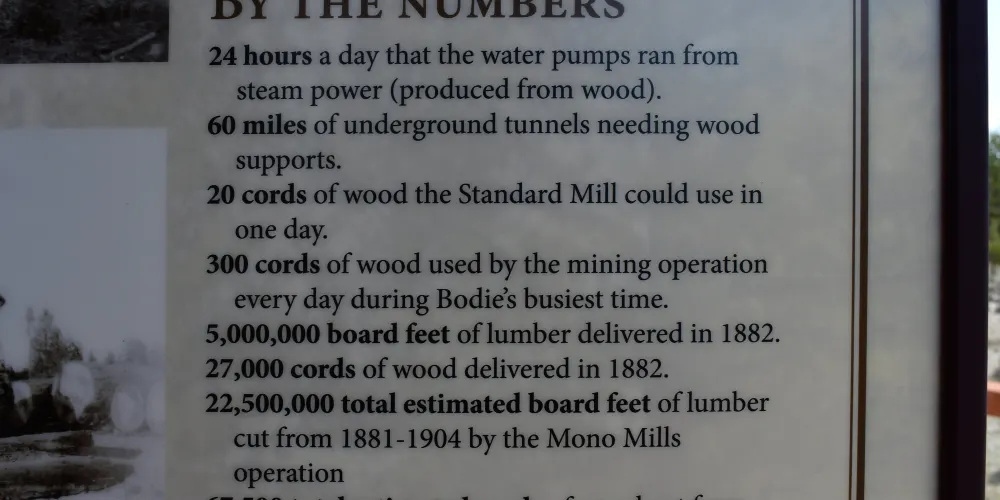 BY THE NUMBERS
24 hours a day that the water pumps ran from
steam power (produced from wood).
60 miles of underground tunnels needing wood
supports.
20 cords of wood the Standard Mill could use in
one day.
300 cords of wood used by the mining operation
every day during Bodie's busiest time.
5,000,000 board feet of lumber delivered in 1882.
27,000 cords of wood delivered in 1882.
22,500,000 total estimated board feet of lumber
cut from 1881-1904 by the Mono Mills
operation